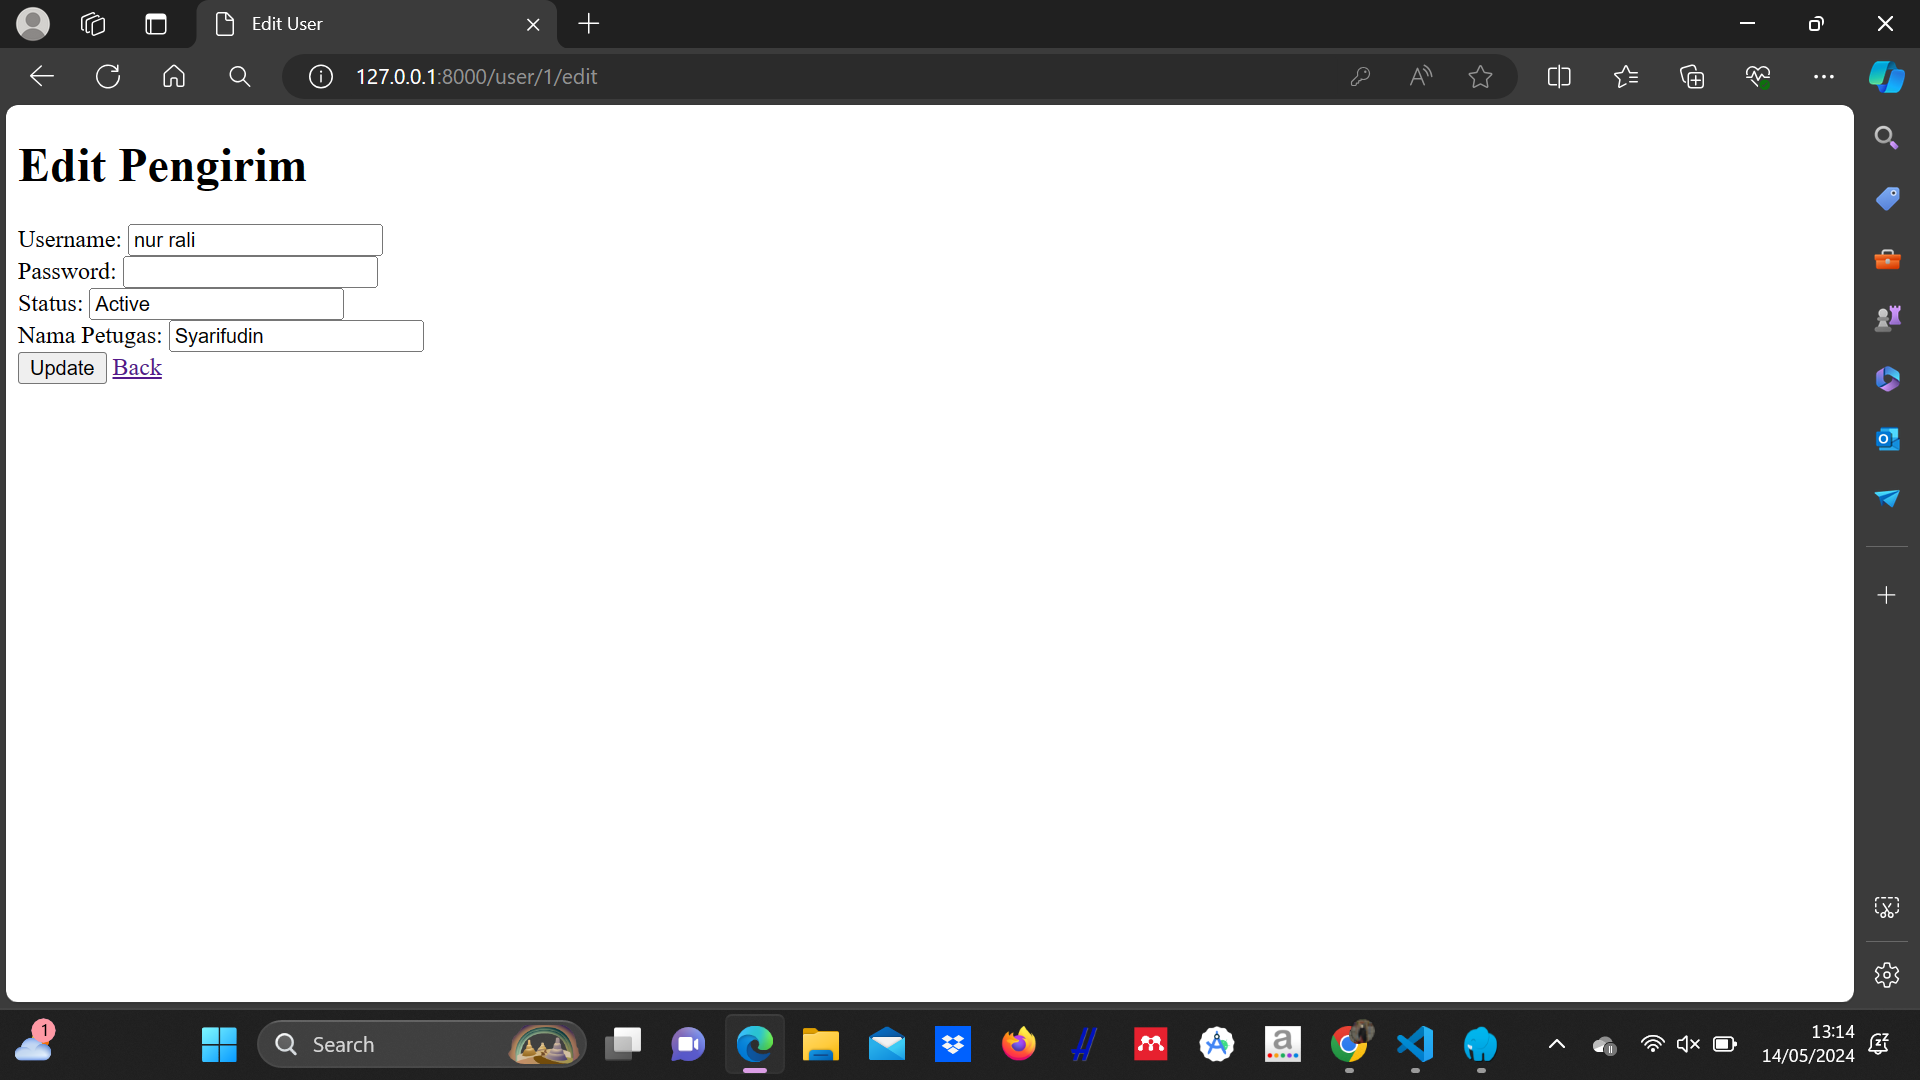 Edit User
127.0.0.1:8000/user/1/edit
Edit Pengirim
Username: nur rali
Password:
Status: Active
Nama Petugas: Syarifudin
Update Back
1
Search
13:14
14/05/2024